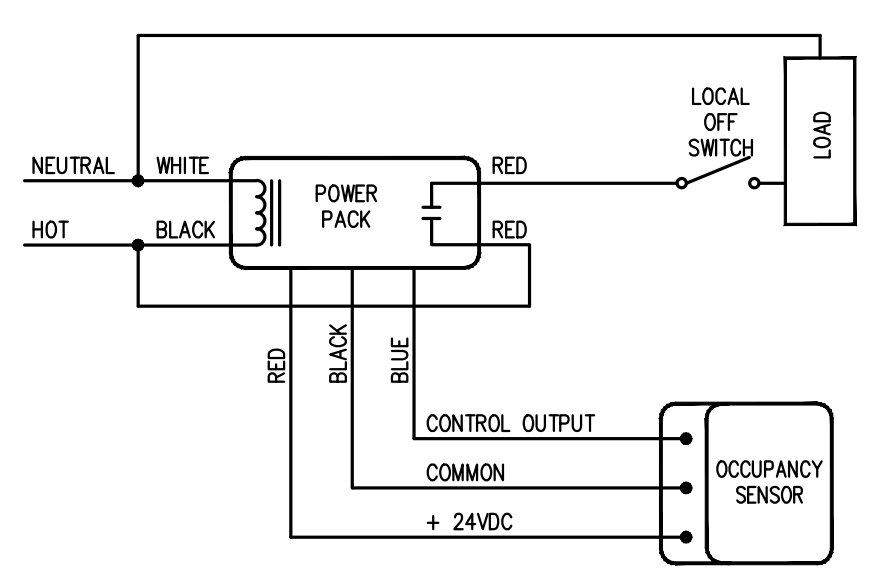 LOCAL
OFF
SWITCH
LOAD
NEUTRAL
WHITE
POWER
PACK
RED
HOT
BLACK
RED
RED
BLACK
BLUE
CONTROL OUTPUT
COMMON
+ 24VDC
OCCUPANCY
SENSOR